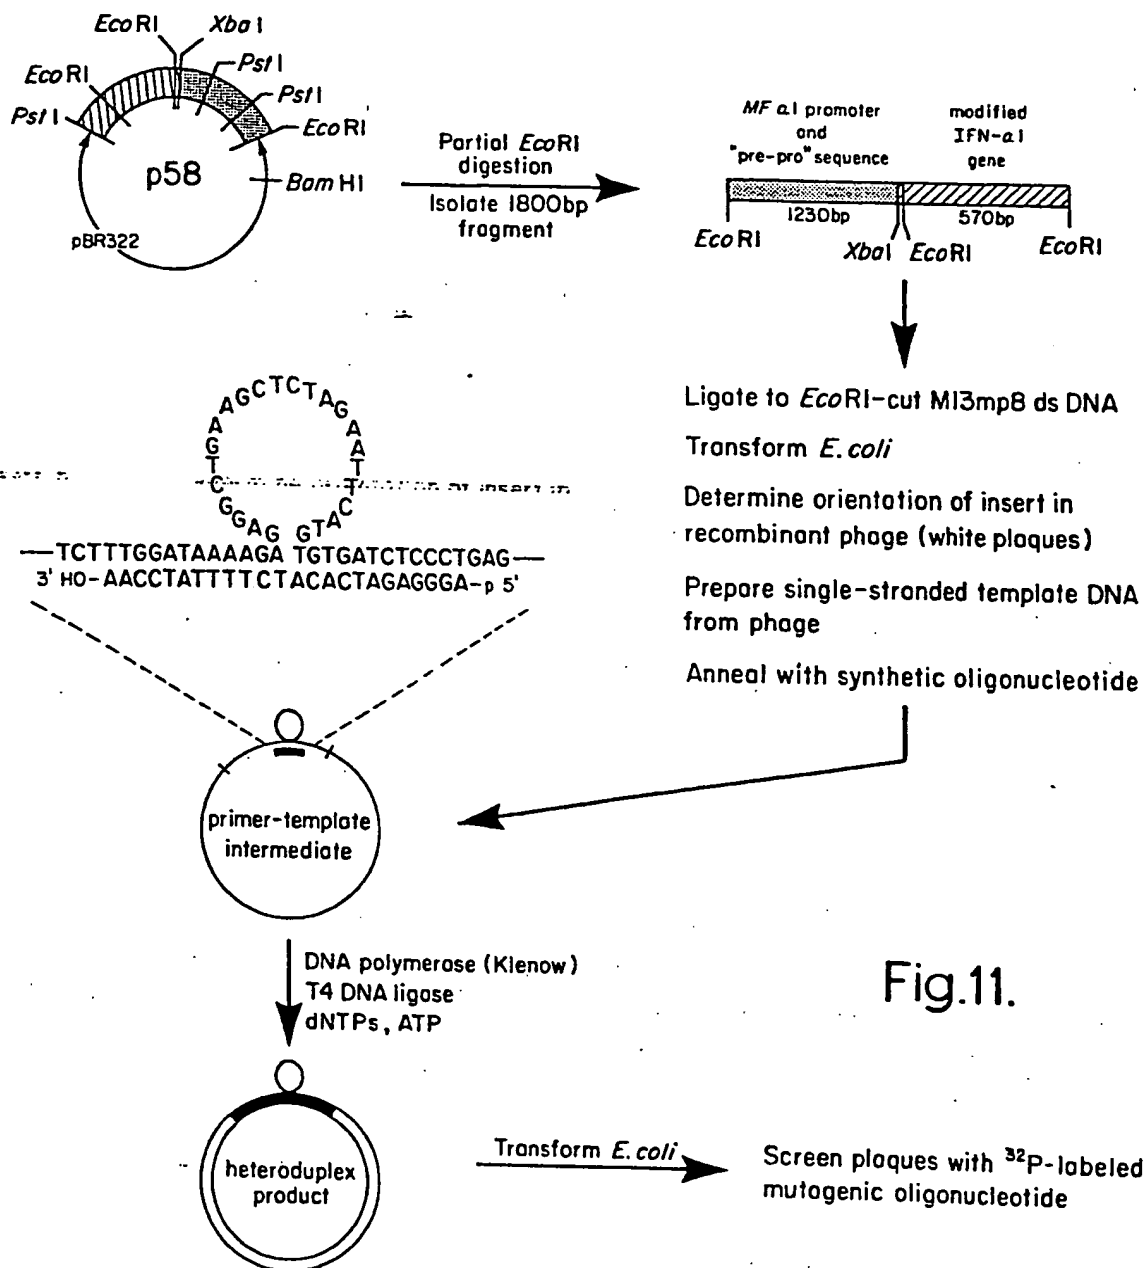 EcoRI
XbaI
EcoRI
PstI
PstI
PstI
EcoRI
p58
BamHI
pBR322
Partial EcoRI
digestion
Isolate 1800bp
fragment
MF α1 promoter
and
"pre-pro" sequence
modified
IFN-α1
gene
1230bp
570bp
EcoRI
XbaI
EcoRI
EcoRI
Ligate to EcoRI-cut M13mp8 ds DNA
Transform E. coli
Determine orientation of insert in
recombinant phage (white plaques)
Prepare single-stranded template DNA
from phage
Anneal with synthetic oligonucleotide
GAGGCTGAAGCTCTAGAATTCATG
—TCTTTGGATAAAAGA TGTGATCTCCCTGAG—
3' HO-AACCTATTTTCTACACTAGAGGGA-p 5'
of insert in
primer-template
intermediate
DNA polymerase (Klenow)
T4 DNA ligase
dNTPs, ATP
heteroduplex
product
Transform E. coli
Screen plaques with ³²P-labeled
mutagenic oligonucleotide
Fig.11.